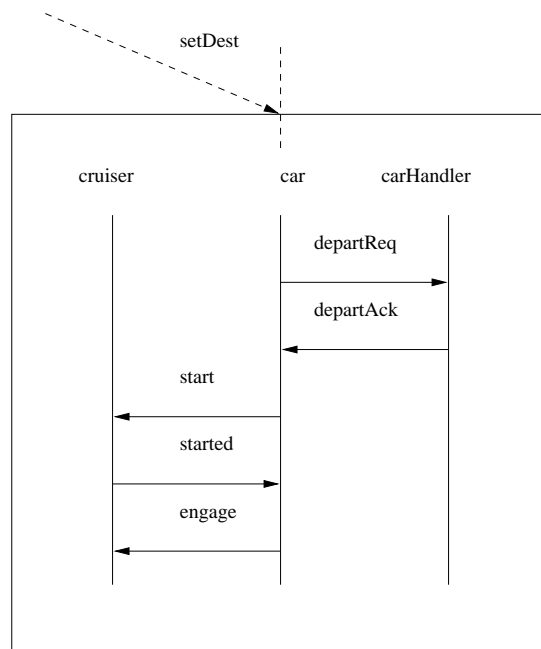 setDest
cruiser car carHandler
departReq
departAck
start
started
engage